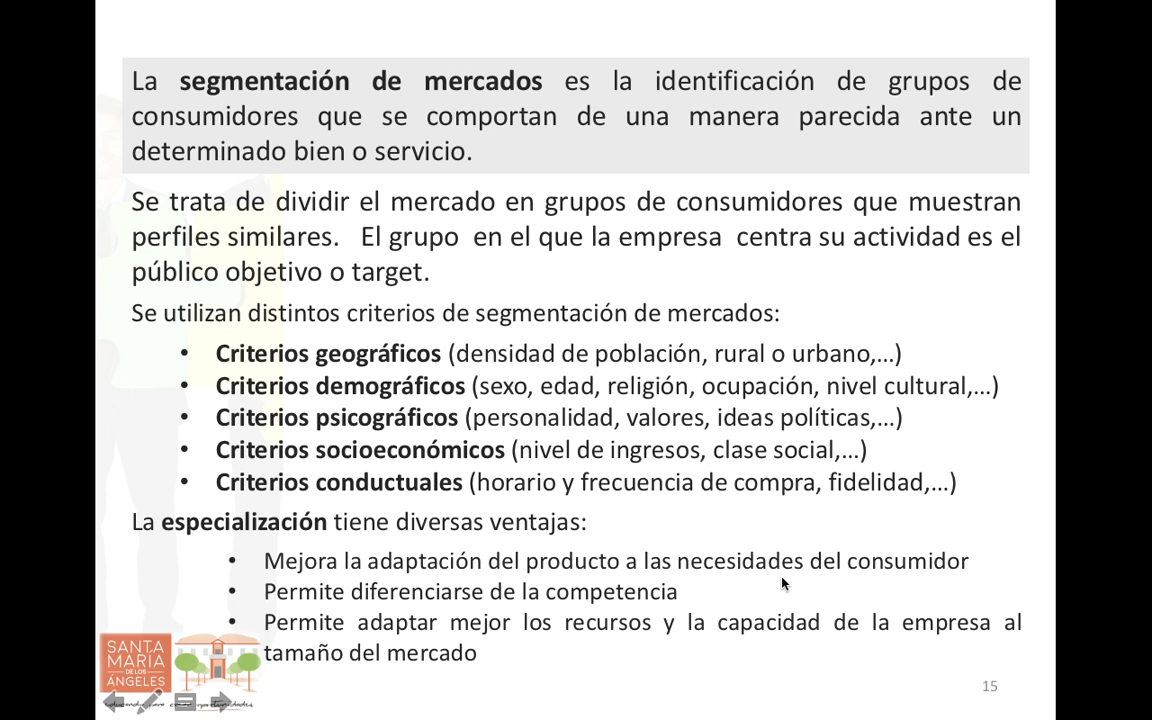 La segmentación de mercados es la identificación de grupos de
consumidores que se comportan de una manera parecida ante un
determinado bien o servicio.
Se trata de dividir el mercado en grupos de consumidores que muestran
perfiles similares. El grupo en el que la empresa centra su actividad es el
público objetivo o target.
Se utilizan distintos criterios de segmentación de mercados:
• Criterios geográficos (densidad de población, rural o urbano,...)
• Criterios demográficos (sexo, edad, religión, ocupación, nivel cultural,...)
• Criterios psicográficos (personalidad, valores, ideas políticas,...)
• Criterios socioeconómicos (nivel de ingresos, clase social,...)
• Criterios conductuales (horario y frecuencia de compra, fidelidad,...)
La especialización tiene diversas ventajas:
• Mejora la adaptación del producto a las necesidades del consumidor
• Permite diferenciarse de la competencia
• Permite adaptar mejor los recursos y la capacidad de la empresa al
tamaño del mercado
SANTA
MARÍA
DE LOS
ÁNGELES
15